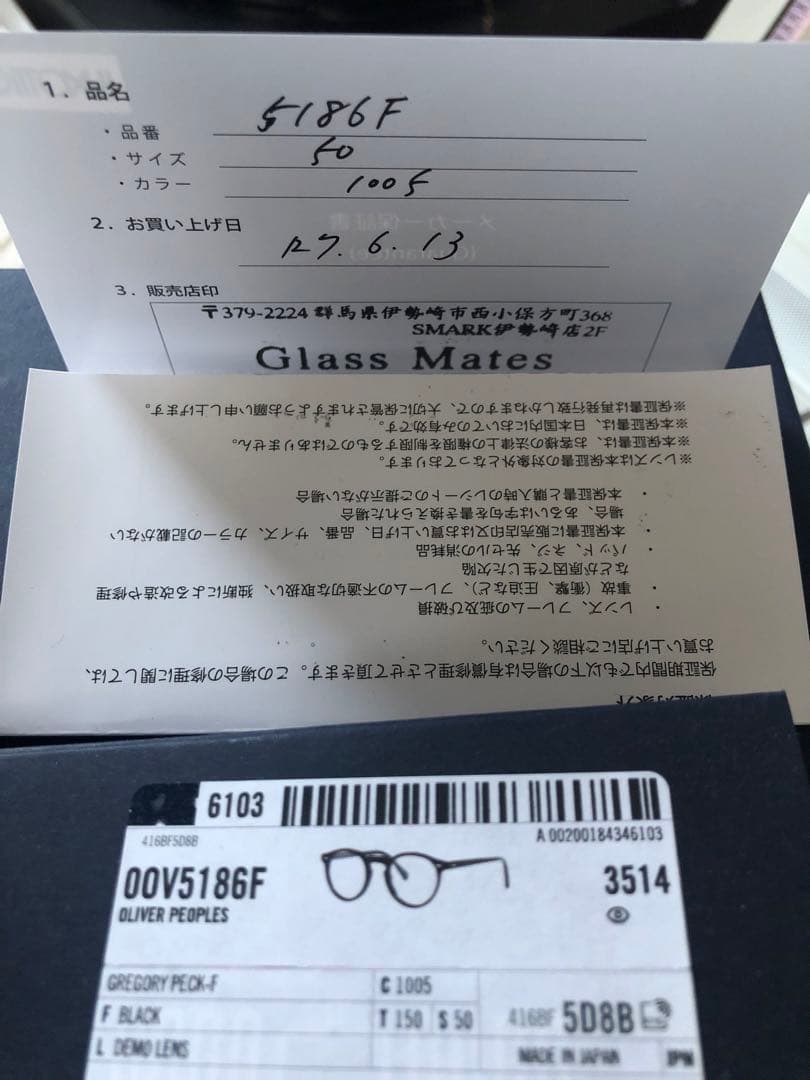 1. 品名
・品番 5186F
・サイズ 50
・カラー 1005
2. お買い上げ日
R7. 6. 13
3. 販売店印
〒379-2224 群馬県伊勢崎市西小保方町368
SMARK伊勢崎店2F
Glass Mates
保証期間内でも以下の場合は有償修理とさせて頂きます。この場合の修理に関しては、
お買い上げ店にご相談ください。
・ レンズ、フレームの疵及び破損
・ 事故(衝撃、圧迫など)、フレームの不適切な取扱い、独断による改造や修理
などが原因で生じた欠陥
・ パッド、ネジ、先セルの消耗品
・ 本保証書に販売店印又はお買い上げ日、品番、サイズ、カラーの記載がない
場合、あるいは字句を書き換えられた場合
・ 本保証書と購入時のレシートのご提示がない場合
※レンズは本保証書の対象外となっております。
※本保証書は、お客様の法律上の権限を制限するものではありません。
※本保証書は、日本国内においてのみ有効です。
※保証書は再発行致しかねますので、大切に保管されますようお願い申し上げます。
6103
416BF5D8B
A 00200184346103
0OV5186F
3514
OLIVER PEOPLES
GREGORY PECK-F
C 1005
F BLACK
T 150 S 50
416BF 5D8B
L DEMO LENS
MADE IN JAPAN